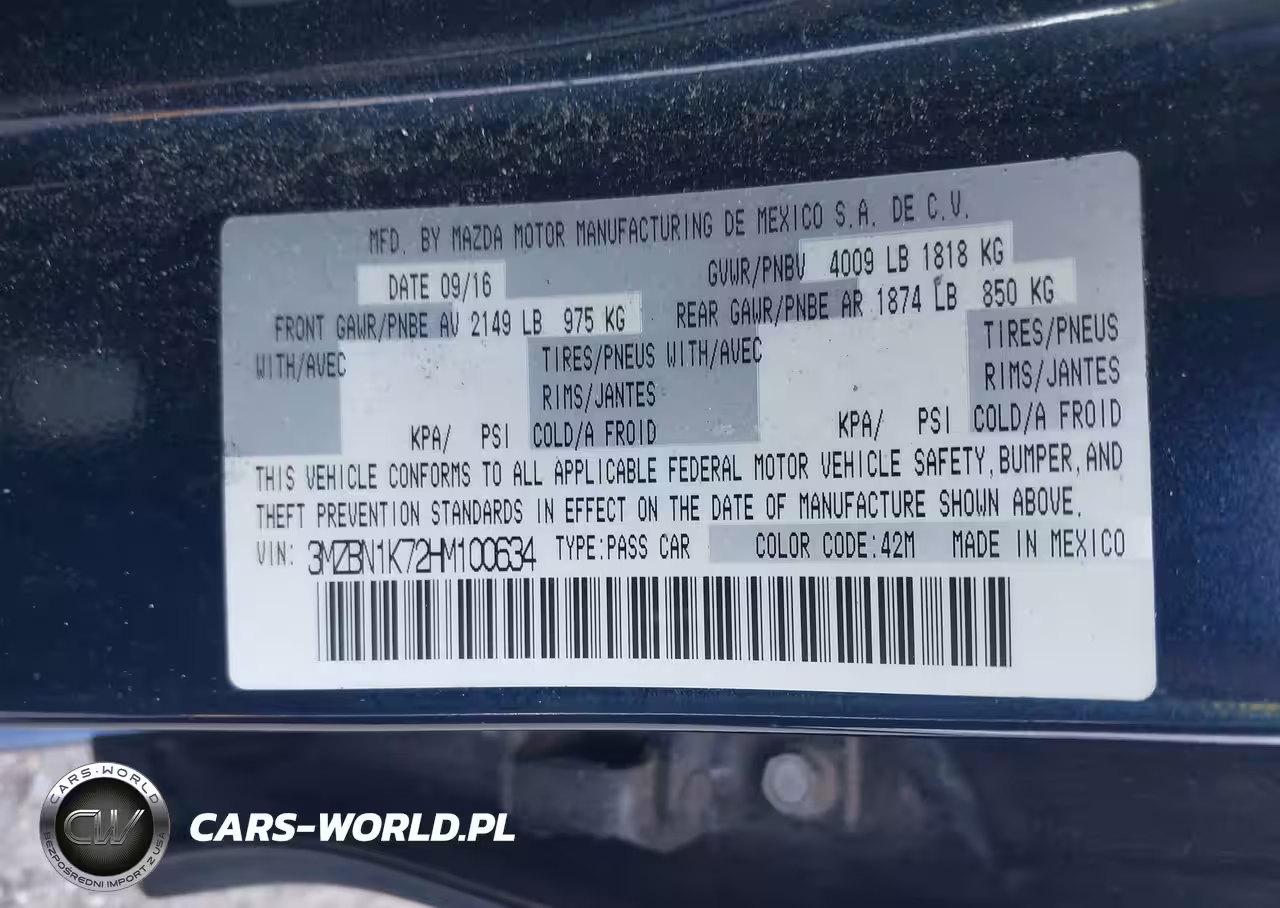 MFD. BY MAZDA MOTOR MANUFACTURING DE MEXICO S.A. DE C.V.
DATE 09/16 GVWR/PNBV 4009 LB 1818 KG
FRONT GAWR/PNBE AV 2149 LB 975 KG REAR GAWR/PNBE AR 1874 LB 850 KG
WITH/AVEC TIRES/PNEUS WITH/AVEC TIRES/PNEUS
RIMS/JANTES RIMS/JANTES
KPA/ PSI COLD/A FROID KPA/ PSI COLD/A FROID
THIS VEHICLE CONFORMS TO ALL APPLICABLE FEDERAL MOTOR VEHICLE SAFETY, BUMPER, AND
THEFT PREVENTION STANDARDS IN EFFECT ON THE DATE OF MANUFACTURE SHOWN ABOVE.
VIN: 3MZBN1K72HM100634 TYPE:PASS CAR COLOR CODE:42M MADE IN MEXICO
CARS-WORLD
CW
BEZPOŚREDNI IMPORT Z USA
CARS-WORLD.PL